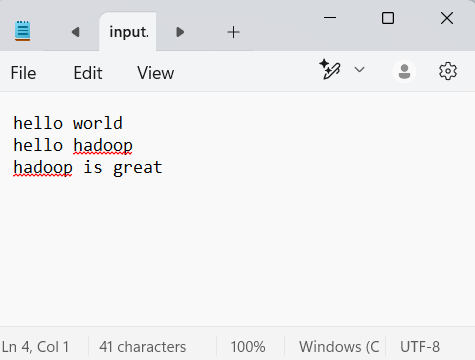 input.
File Edit View
hello world
hello hadoop
hadoop is great
Ln 4, Col 1 41 characters 100% Windows (C UTF-8